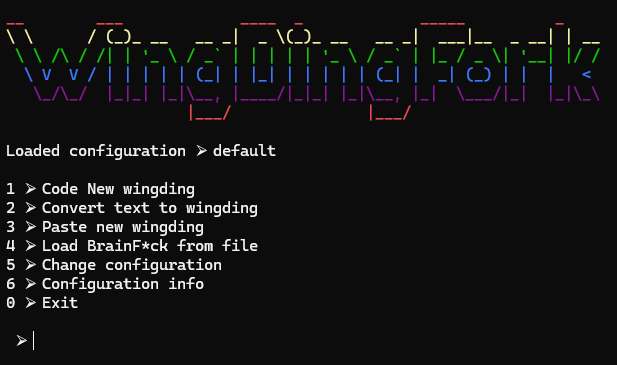 WingDingFork
Loaded configuration ➢ default
1 ➢ Code New wingding
2 ➢ Convert text to wingding
3 ➢ Paste new wingding
4 ➢ Load BrainF*ck from file
5 ➢ Change configuration
6 ➢ Configuration info
0 ➢ Exit
➢